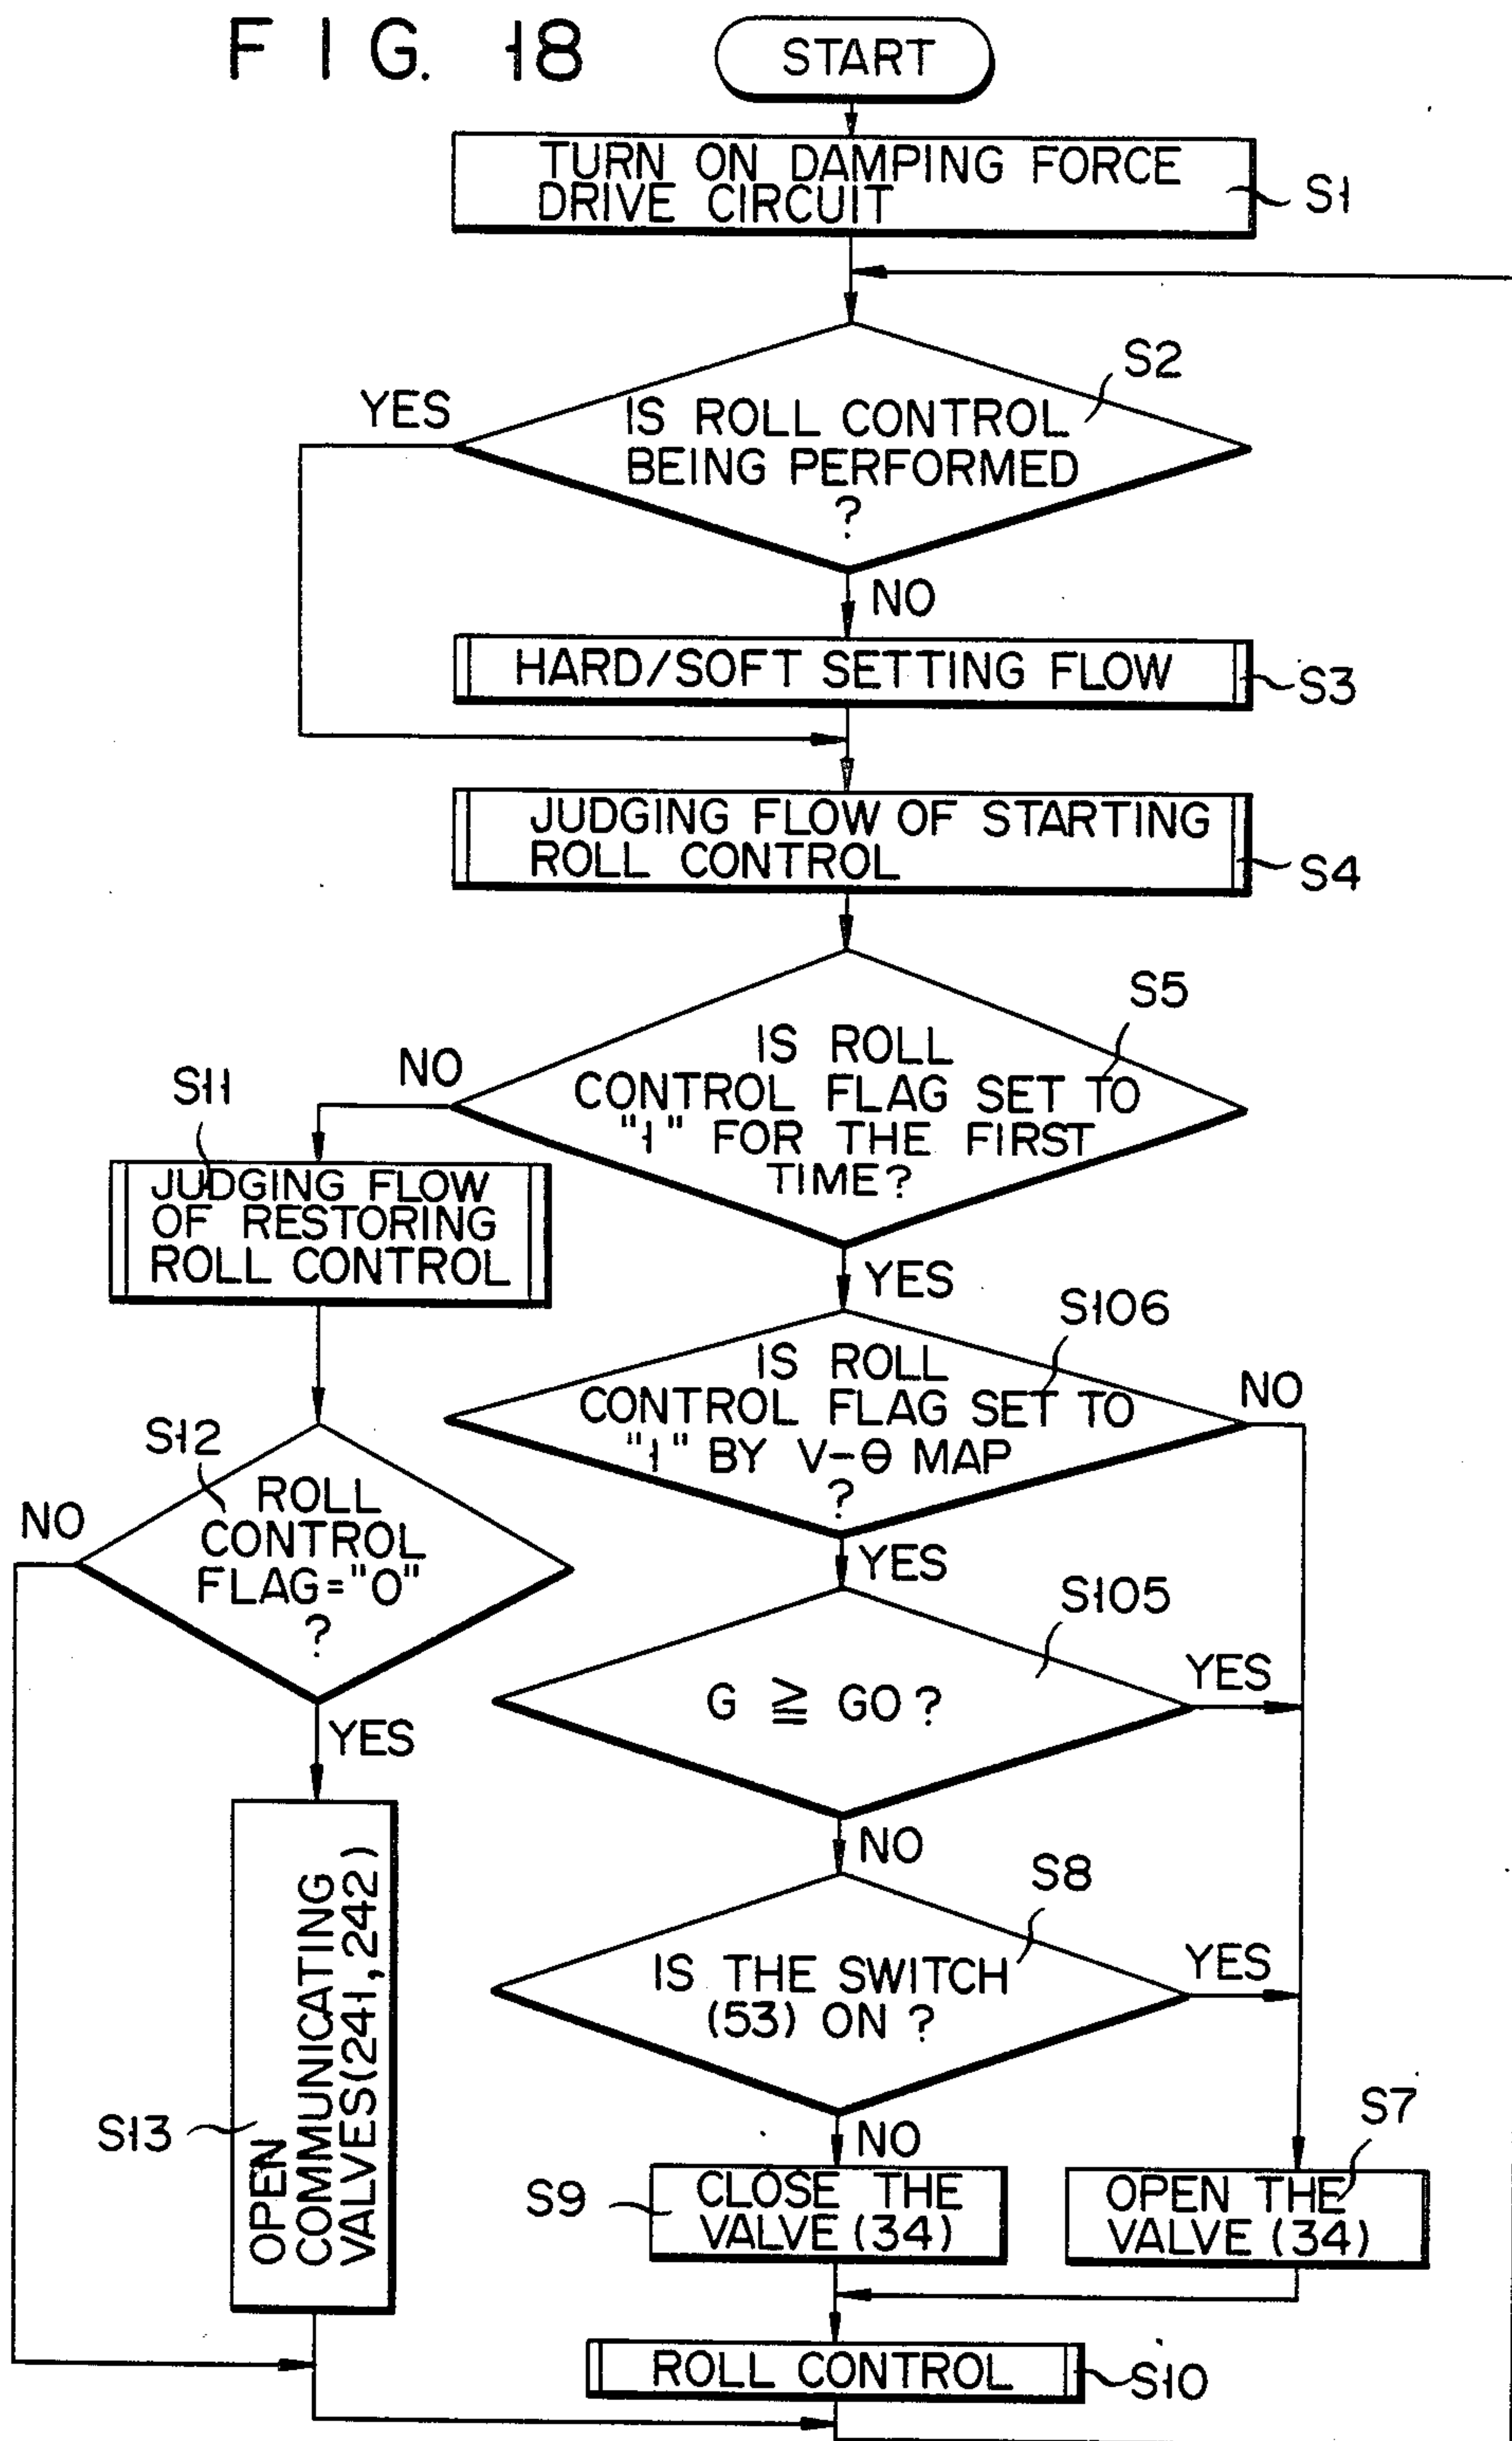 FIG. 18
START
TURN ON DAMPING FORCE
DRIVE CIRCUIT
S1
S2
YES
IS ROLL CONTROL
BEING PERFORMED
?
NO
HARD/SOFT SETTING FLOW
S3
JUDGING FLOW OF STARTING
ROLL CONTROL
S4
S5
NO
IS ROLL
CONTROL FLAG SET TO
"1" FOR THE FIRST
TIME?
S11
JUDGING FLOW
OF RESTORING
ROLL CONTROL
YES
S106
IS ROLL
CONTROL FLAG SET TO
"1" BY V-θ MAP
?
NO
S12
NO
ROLL
CONTROL
FLAG="0"
?
YES
S105
G ≧ GO?
YES
YES
NO
S8
IS THE SWITCH
(53) ON ?
YES
S13
OPEN
COMMUNICATING
VALVES(241,242)
NO
S9
CLOSE THE
VALVE (34)
S7
OPEN THE
VALVE (34)
ROLL CONTROL
S10